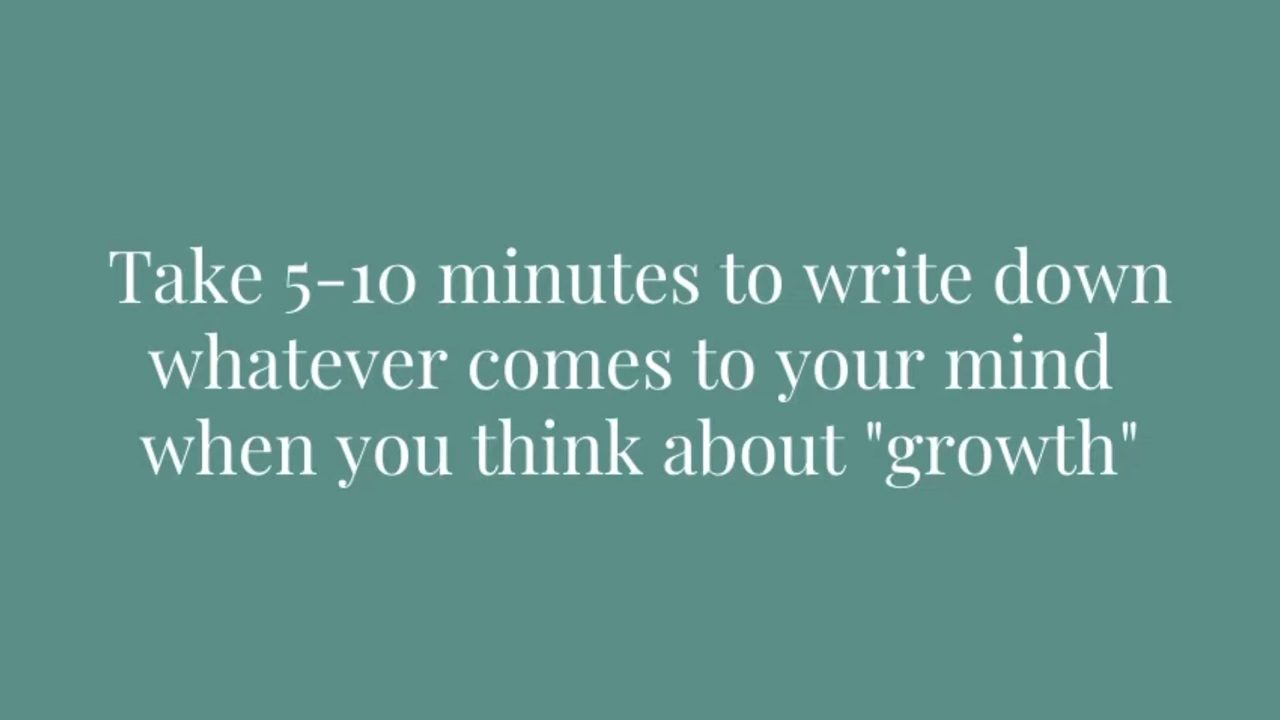 Take 5-10 minutes to write down
whatever comes to your mind
when you think about "growth"